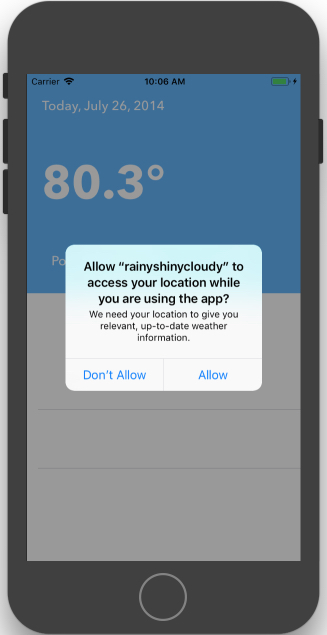 Carrier 10:06 AM
Today, July 26, 2014
80.3°
Po
Allow “rainyshinycloudy” to
access your location while
you are using the app?
We need your location to give you
relevant, up-to-date weather
information.
Don’t Allow Allow